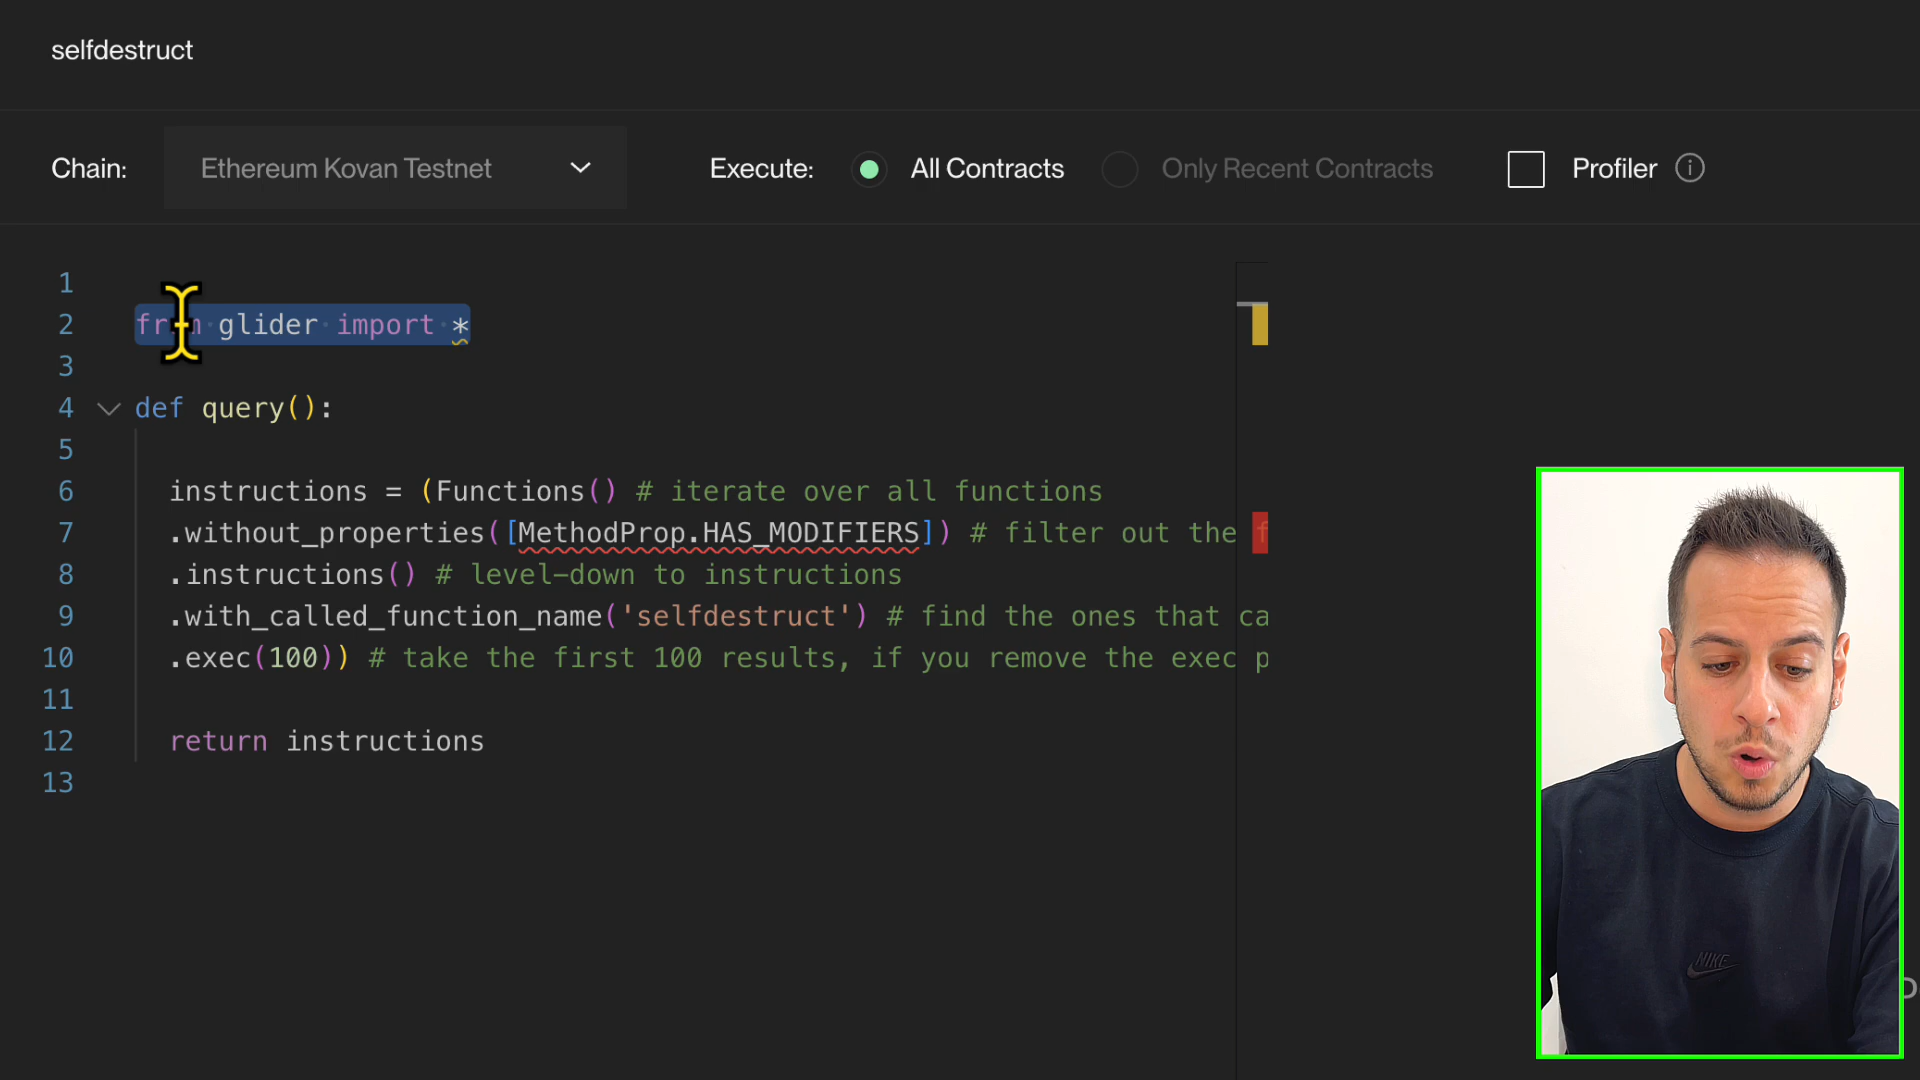 selfdestruct
Chain: Ethereum Kovan Testnet Execute: All Contracts Only Recent Contracts Profiler
1
2 from glider import *
3
4 def query():
5
6 instructions = (Functions() # iterate over all functions
7 .without_properties([MethodProp.HAS_MODIFIERS]) # filter out the f
8 .instructions() # level-down to instructions
9 .with_called_function_name('selfdestruct') # find the ones that ca
10 .exec(100)) # take the first 100 results, if you remove the exec p
11
12 return instructions
13
NIKE